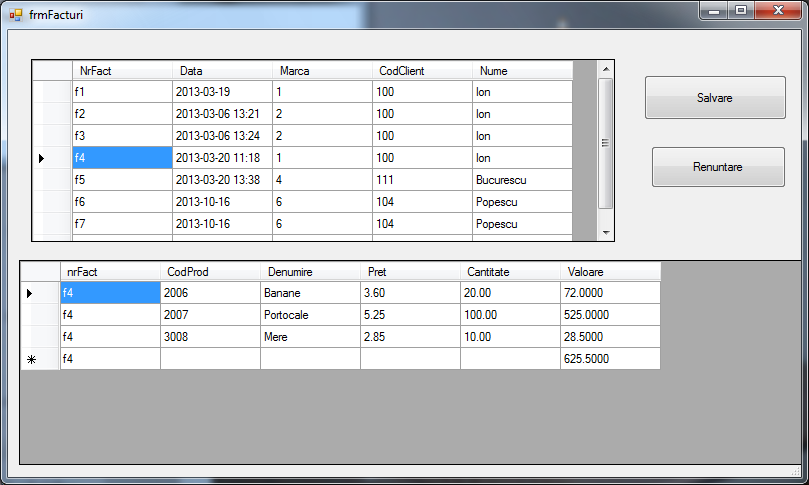 frmFacturi
NrFact Data Marca CodClient Nume
f1 2013-03-19 1 100 Ion
f2 2013-03-06 13:21 2 100 Ion
f3 2013-03-06 13:24 2 100 Ion
f4 2013-03-20 11:18 1 100 Ion
f5 2013-03-20 13:38 4 111 Bucurescu
f6 2013-10-16 6 104 Popescu
f7 2013-10-16 6 104 Popescu
Salvare
Renuntare
nrFact CodProd Denumire Pret Cantitate Valoare
f4 2006 Banane 3.60 20.00 72.0000
f4 2007 Portocale 5.25 100.00 525.0000
f4 3008 Mere 2.85 10.00 28.5000
f4 625.5000